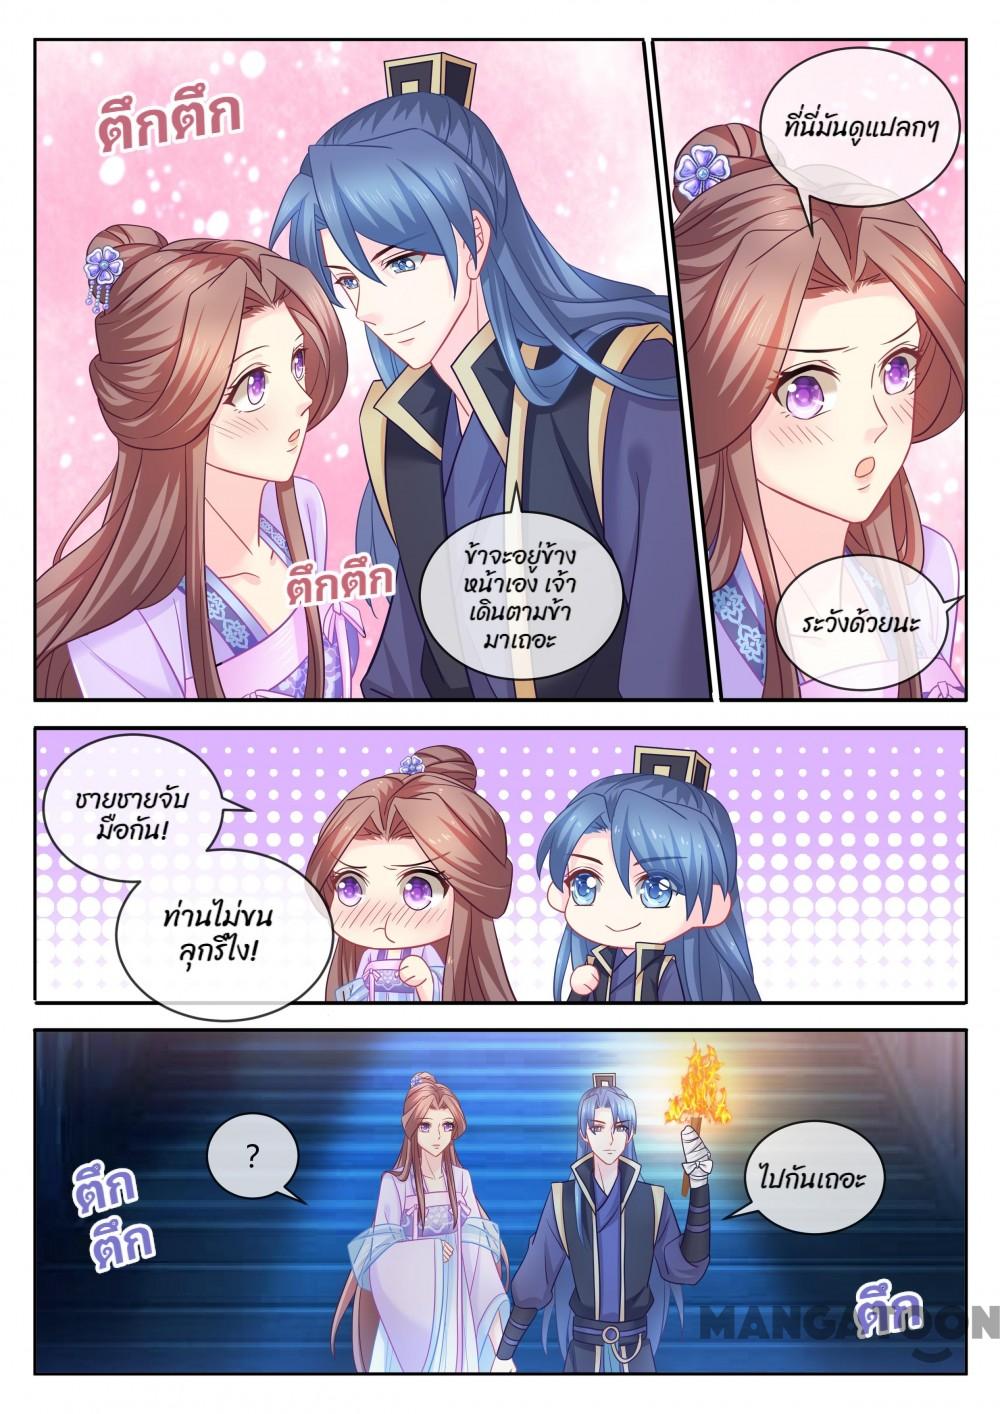 ตึกตึก
ที่นี่มันดูแปลกๆ
ข้าจะอยู่ข้าง
หน้าเอง เจ้า
เดินตามข้า
มาเถอะ
ตึกตึก
ระวังด้วยนะ
ชายชายจับ
มือกัน!
ท่านไม่ขน
ลุกรึไง!
?
ไปกันเถอะ
ตึก
ตึก
ตึก
MANGATOON